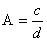 A = c/d